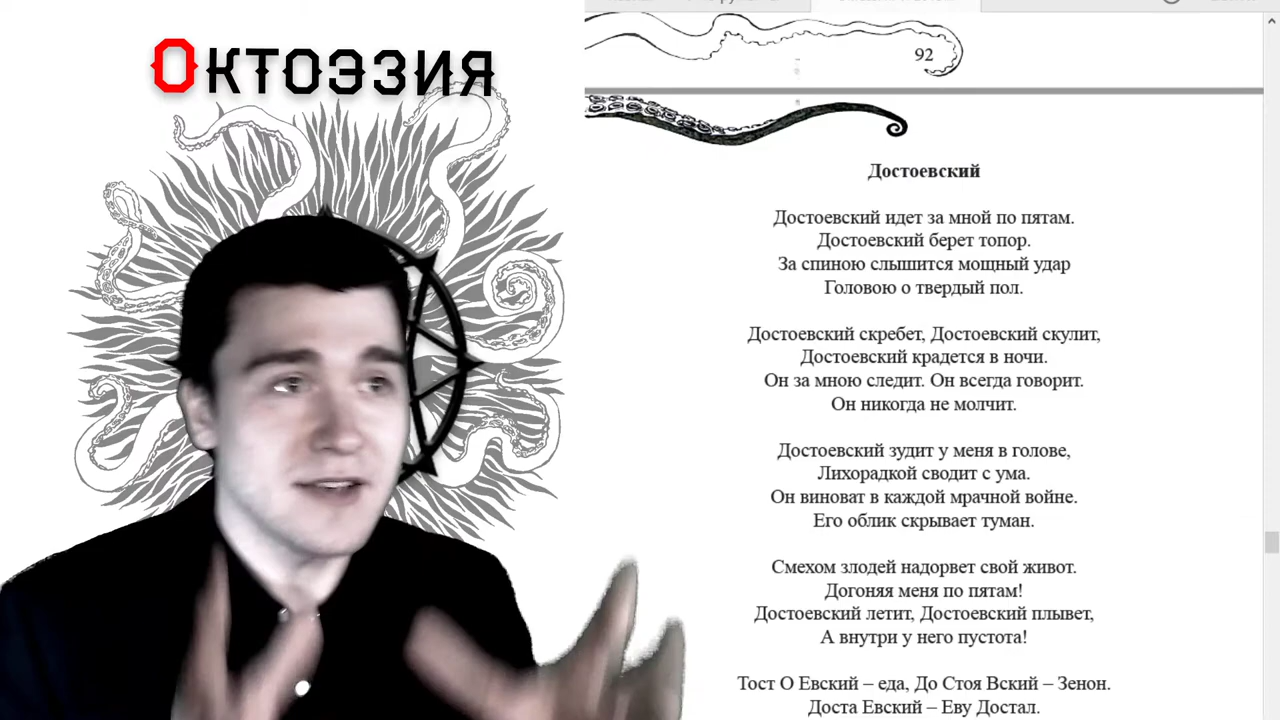 Октоэзия
92
Достоевский
Достоевский идет за мной по пятам.
Достоевский берет топор.
За спиною слышится мощный удар
Головою о твердый пол.
Достоевский скребет, Достоевский скулит,
Достоевский крадется в ночи.
Он за мною следит. Он всегда говорит.
Он никогда не молчит.
Достоевский зудит у меня в голове,
Лихорадкой сводит с ума.
Он виноват в каждой мрачной войне.
Его облик скрывает туман.
Смехом злодей надорвет свой живот.
Догоняя меня по пятам!
Достоевский летит, Достоевский плывет,
А внутри у него пустота!
Тост О Евский – еда, До Стоя Вский – Зенон.
Доста Евский – Еву Достал.